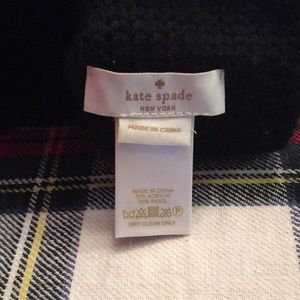 kate spade
NEW YORK
MADE IN CHINA
MADE IN CHINA
70% ACRYLIC
30% WOOL
DRY CLEAN ONLY